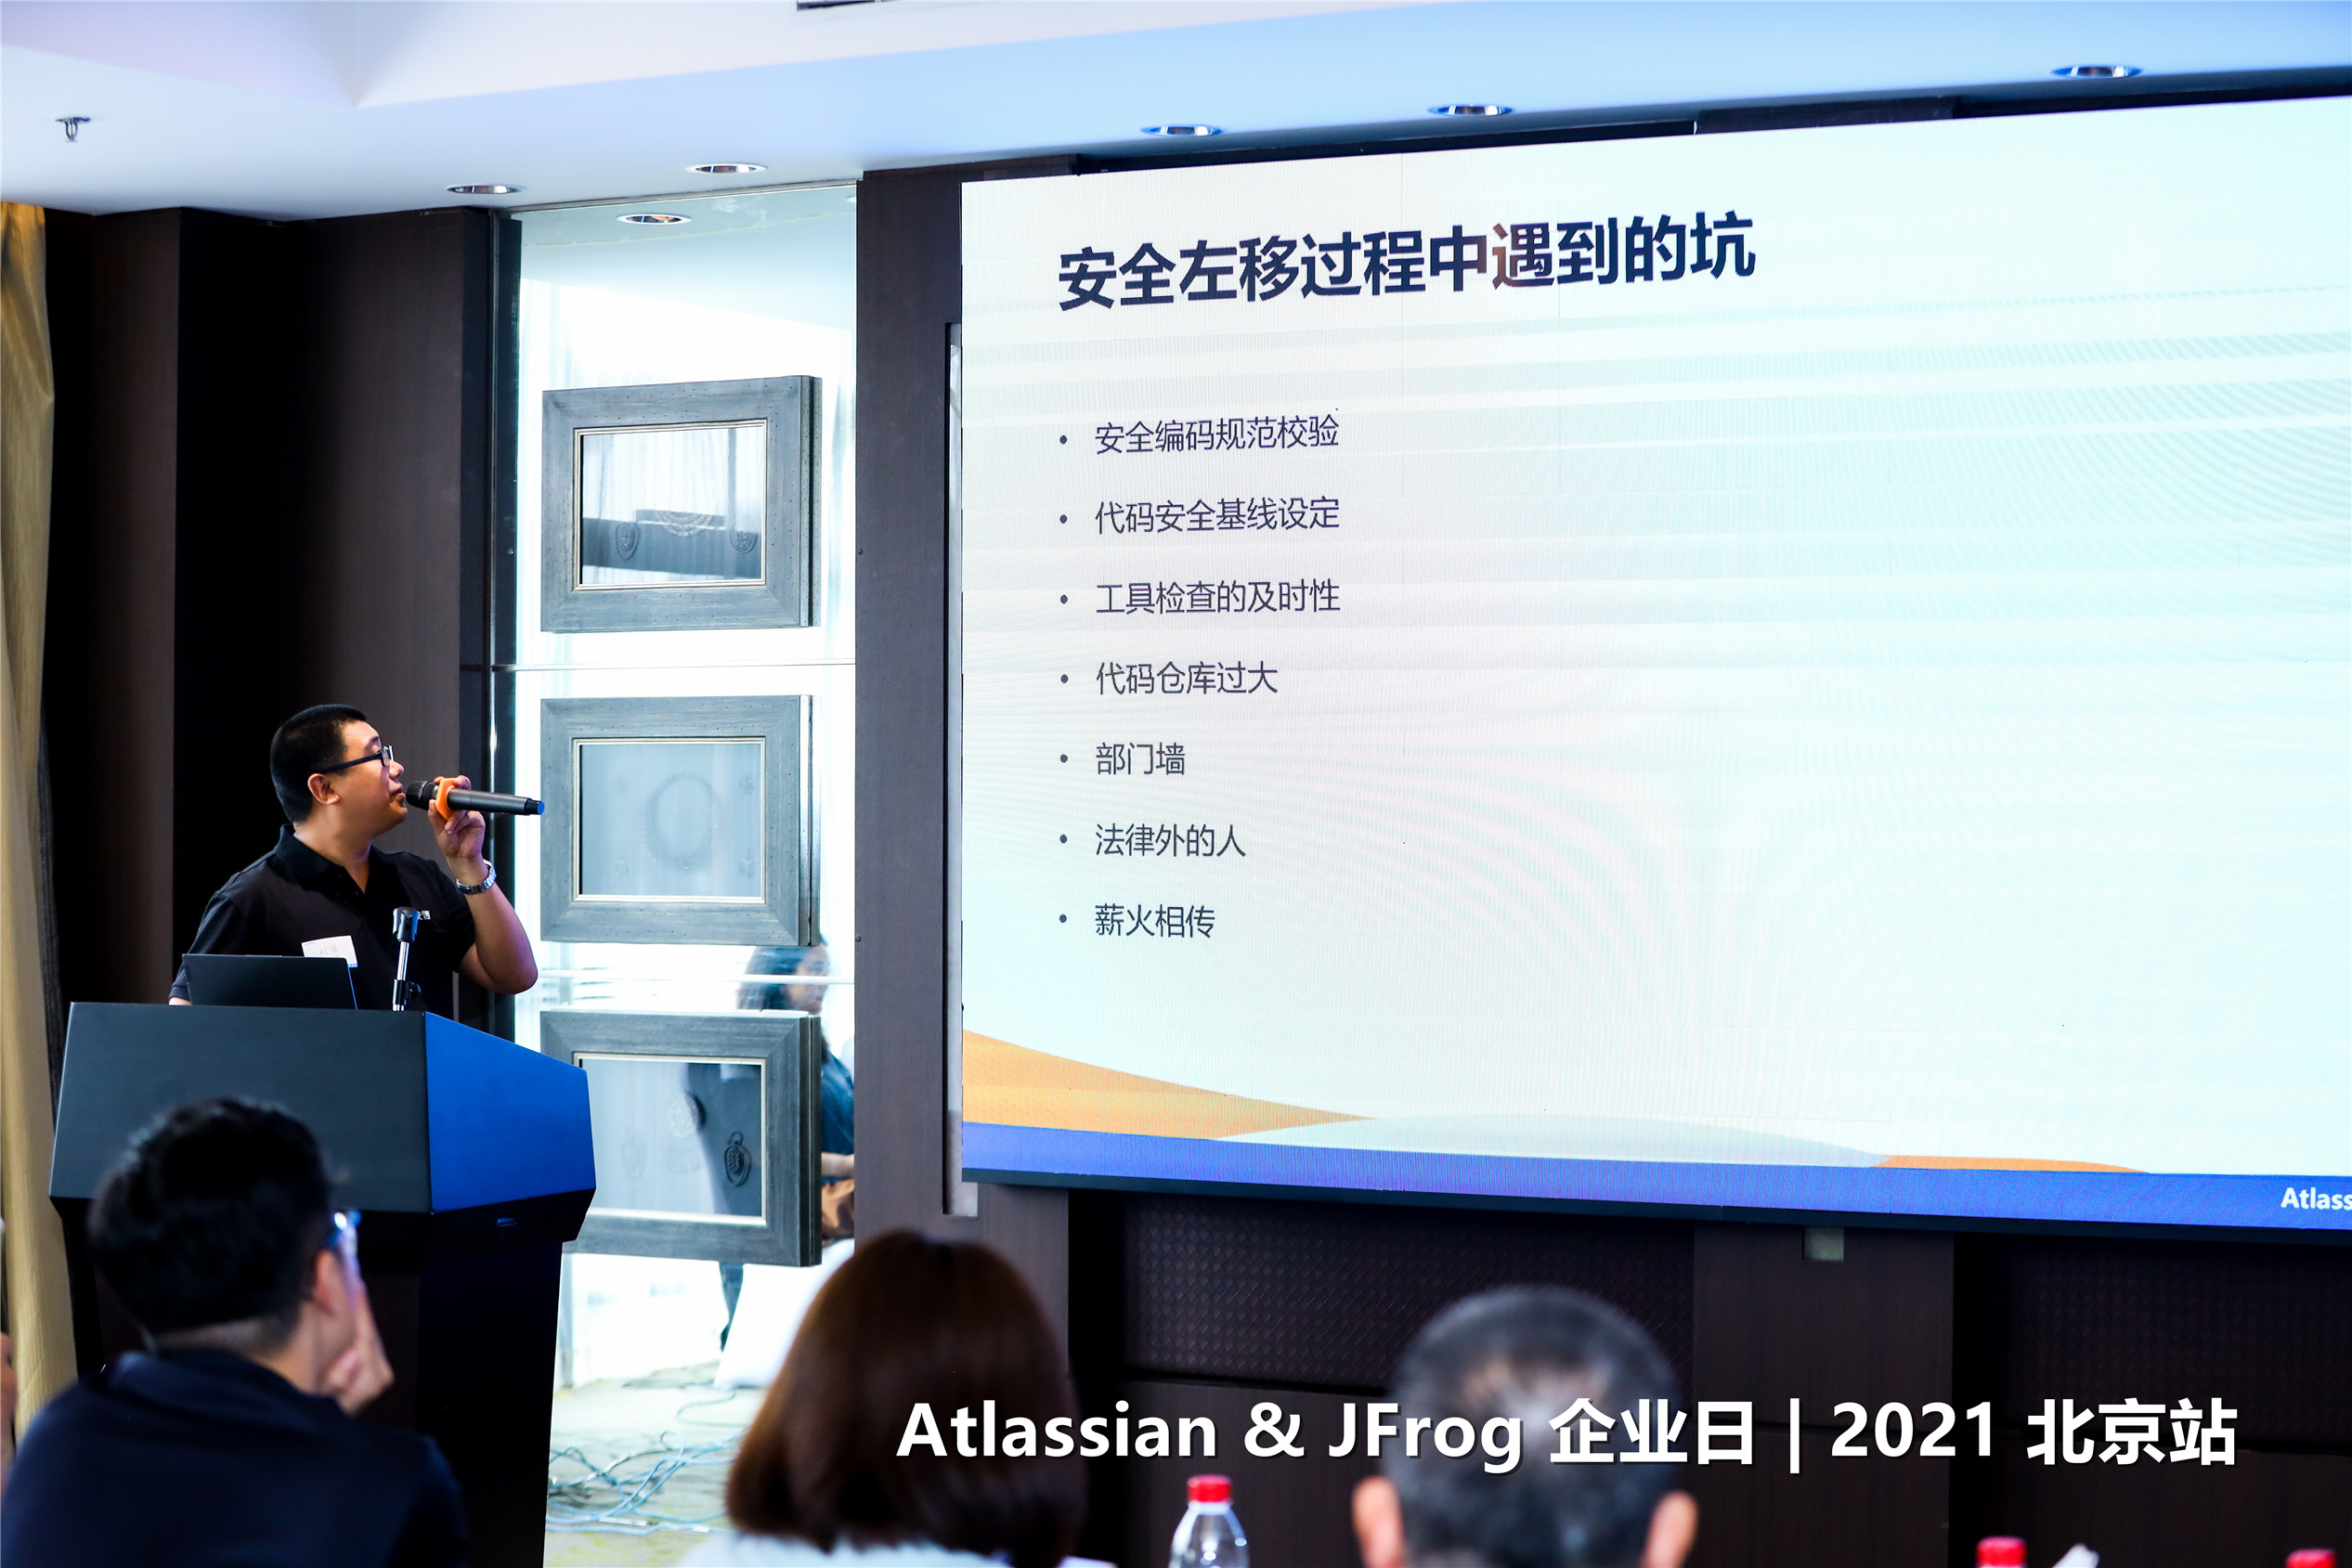 安全左移过程中遇到的坑
• 安全编码规范校验
• 代码安全基线设定
• 工具检查的及时性
• 代码仓库过大
• 部门墙
• 法律外的人
• 薪火相传
Atlass
Atlassian & JFrog 企业日 | 2021 北京站